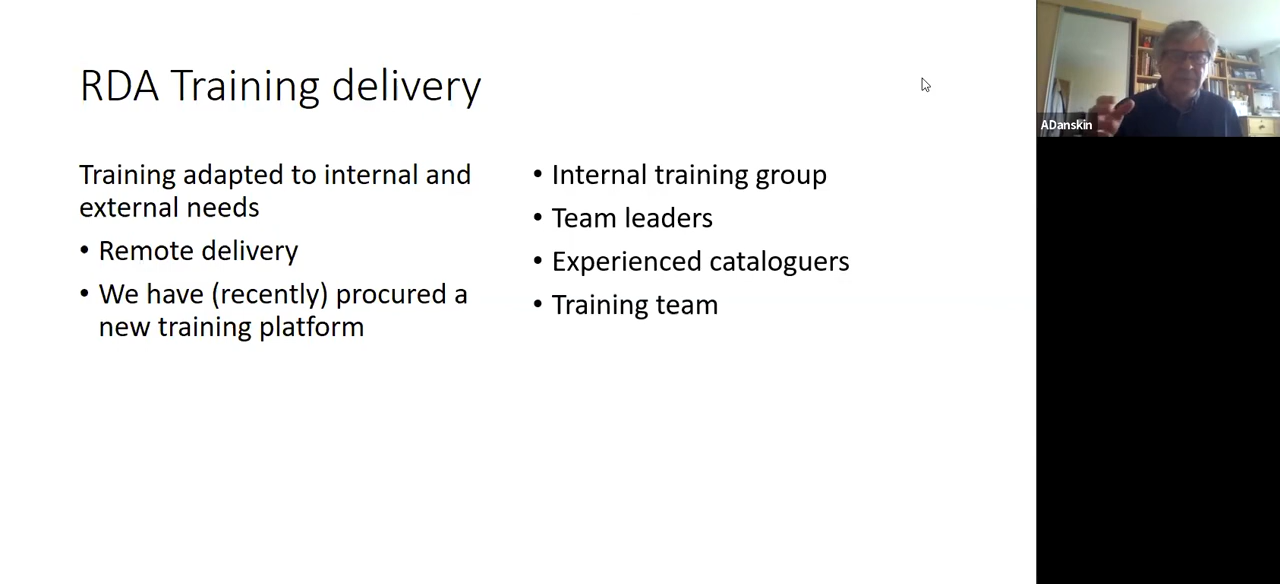 RDA Training delivery
Training adapted to internal and
external needs
• Remote delivery
• We have (recently) procured a
new training platform
• Internal training group
• Team leaders
• Experienced cataloguers
• Training team
ADanskin